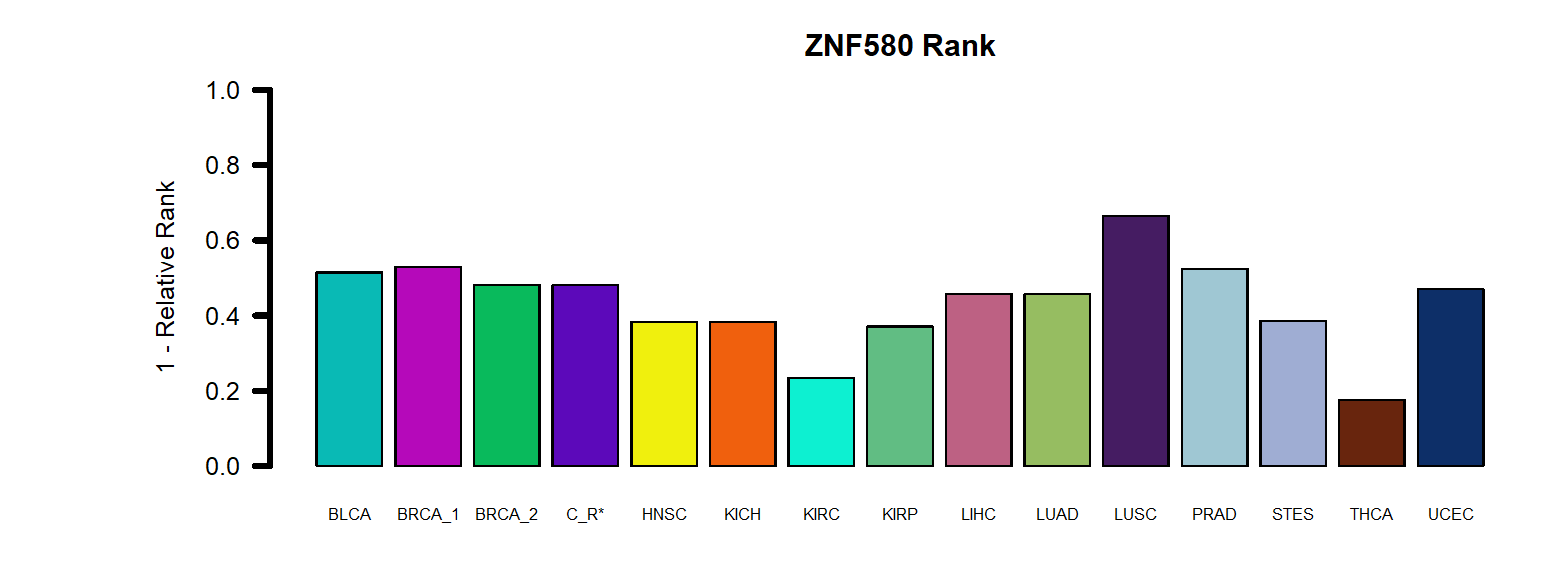 ZNF580 Rank
1 - Relative Rank
1.0
0.8
0.6
0.4
0.2
0.0
BLCA BRCA_1 BRCA_2 C_R* HNSC KICH KIRC KIRP LIHC LUAD LUSC PRAD STES THCA UCEC